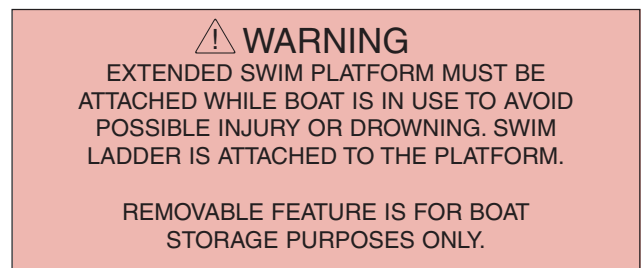 ⚠ WARNING
EXTENDED SWIM PLATFORM MUST BE
ATTACHED WHILE BOAT IS IN USE TO AVOID
POSSIBLE INJURY OR DROWNING. SWIM
LADDER IS ATTACHED TO THE PLATFORM.
REMOVABLE FEATURE IS FOR BOAT
STORAGE PURPOSES ONLY.